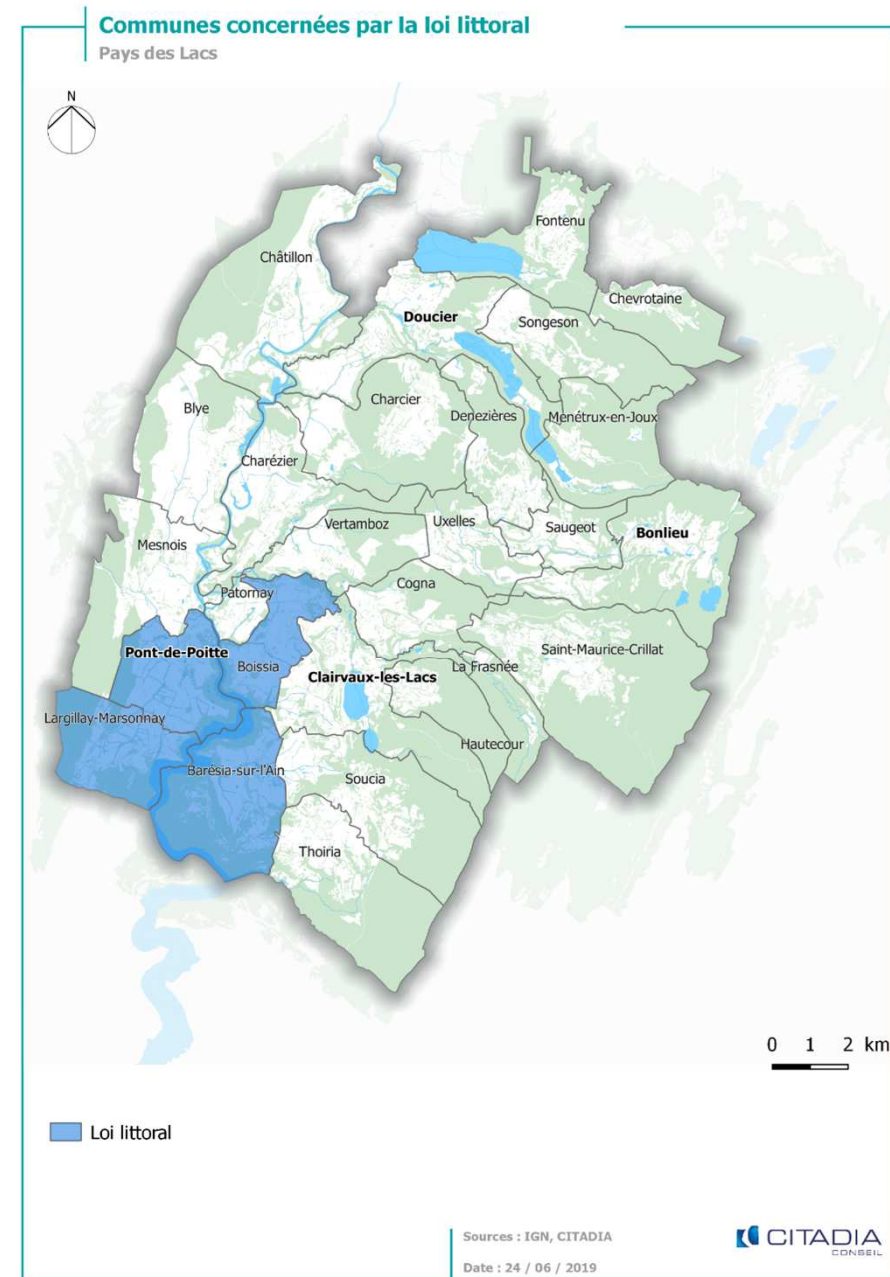 Communes concernées par la loi littoral
Pays des Lacs
N
Fontenu
Châtillon
Chevrotaine
Doucier
Songeson
Charcier
Blye
Denezières
Menétrux-en-Joux
Charézier
Vertamboz
Uxelles
Saugeot
Bonlieu
Mesnois
Cogna
Patornay
Pont-de-Poitte
Boissia
Saint-Maurice-Crillat
La Frasnée
Clairvaux-les-Lacs
Largillay-Marsonnay
Hautecour
Barésia-sur-l'Ain
Soucia
Thoiria
0 1 2 km
Loi littoral
Sources : IGN, CITADIA
CITADIA
CONSEIL
Date : 24 / 06 / 2019